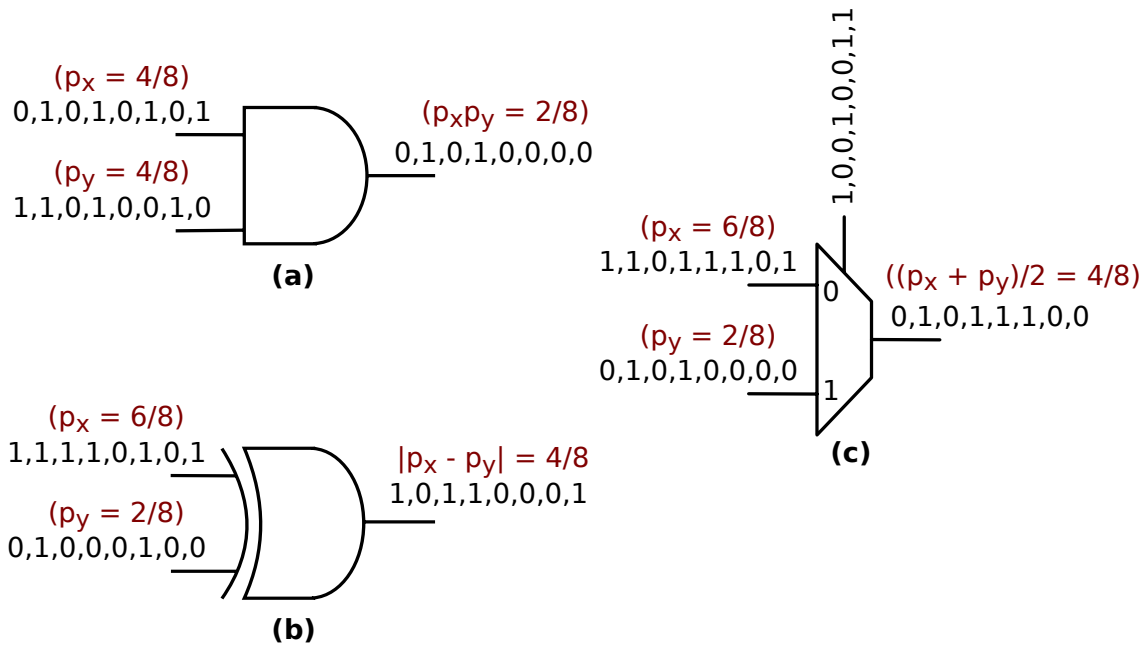 (px = 4/8)
0,1,0,1,0,1,0,1
(py = 4/8)
1,1,0,1,0,0,1,0
(pxpy = 2/8)
0,1,0,1,0,0,0,0
(a)
(px = 6/8)
1,1,1,1,0,1,0,1
(py = 2/8)
0,1,0,0,0,1,0,0
|px - py| = 4/8
1,0,1,1,0,0,0,1
(b)
1,0,0,1,0,0,1,1
(px = 6/8)
1,1,0,1,1,1,0,1
0
(py = 2/8)
0,1,0,1,0,0,0,0
1
((px + py)/2 = 4/8)
0,1,0,1,1,1,0,0
(c)